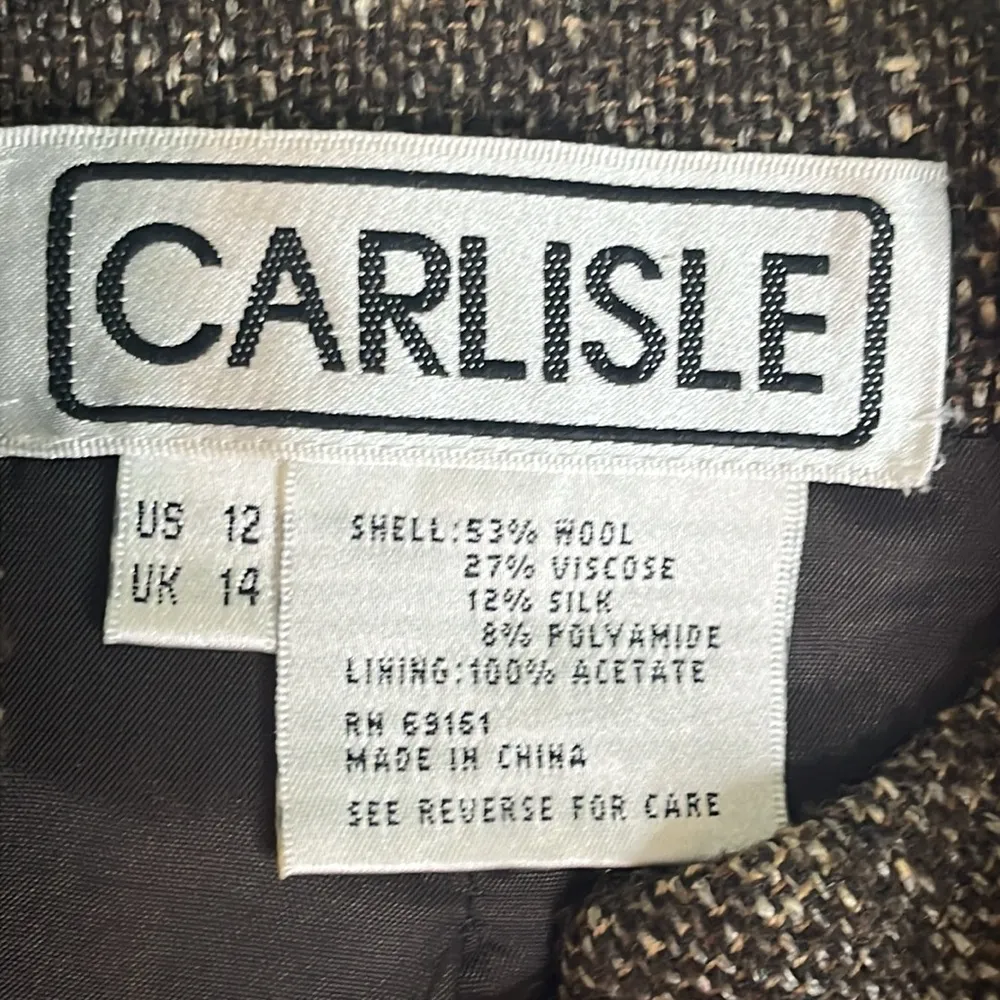 CARLISLE
US 12
UK 14
SHELL:53% WOOL
27% VISCOSE
12% SILK
8% POLYAMIDE
LINING:100% ACETATE
RN 69161
MADE IN CHINA
SEE REVERSE FOR CARE